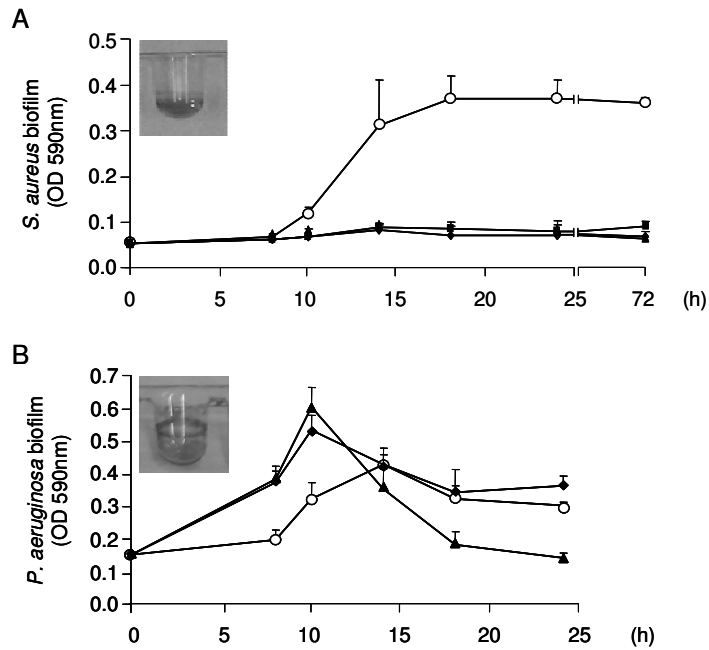 A
S. aureus biofilm
(OD 590nm)
0.5
0.4
0.3
0.2
0.1
0.0
0 5 10 15 20 25 72 (h)
B
P. aeruginosa biofilm
(OD 590nm)
0.7
0.6
0.5
0.4
0.3
0.2
0.1
0.0
0 5 10 15 20 25 (h)